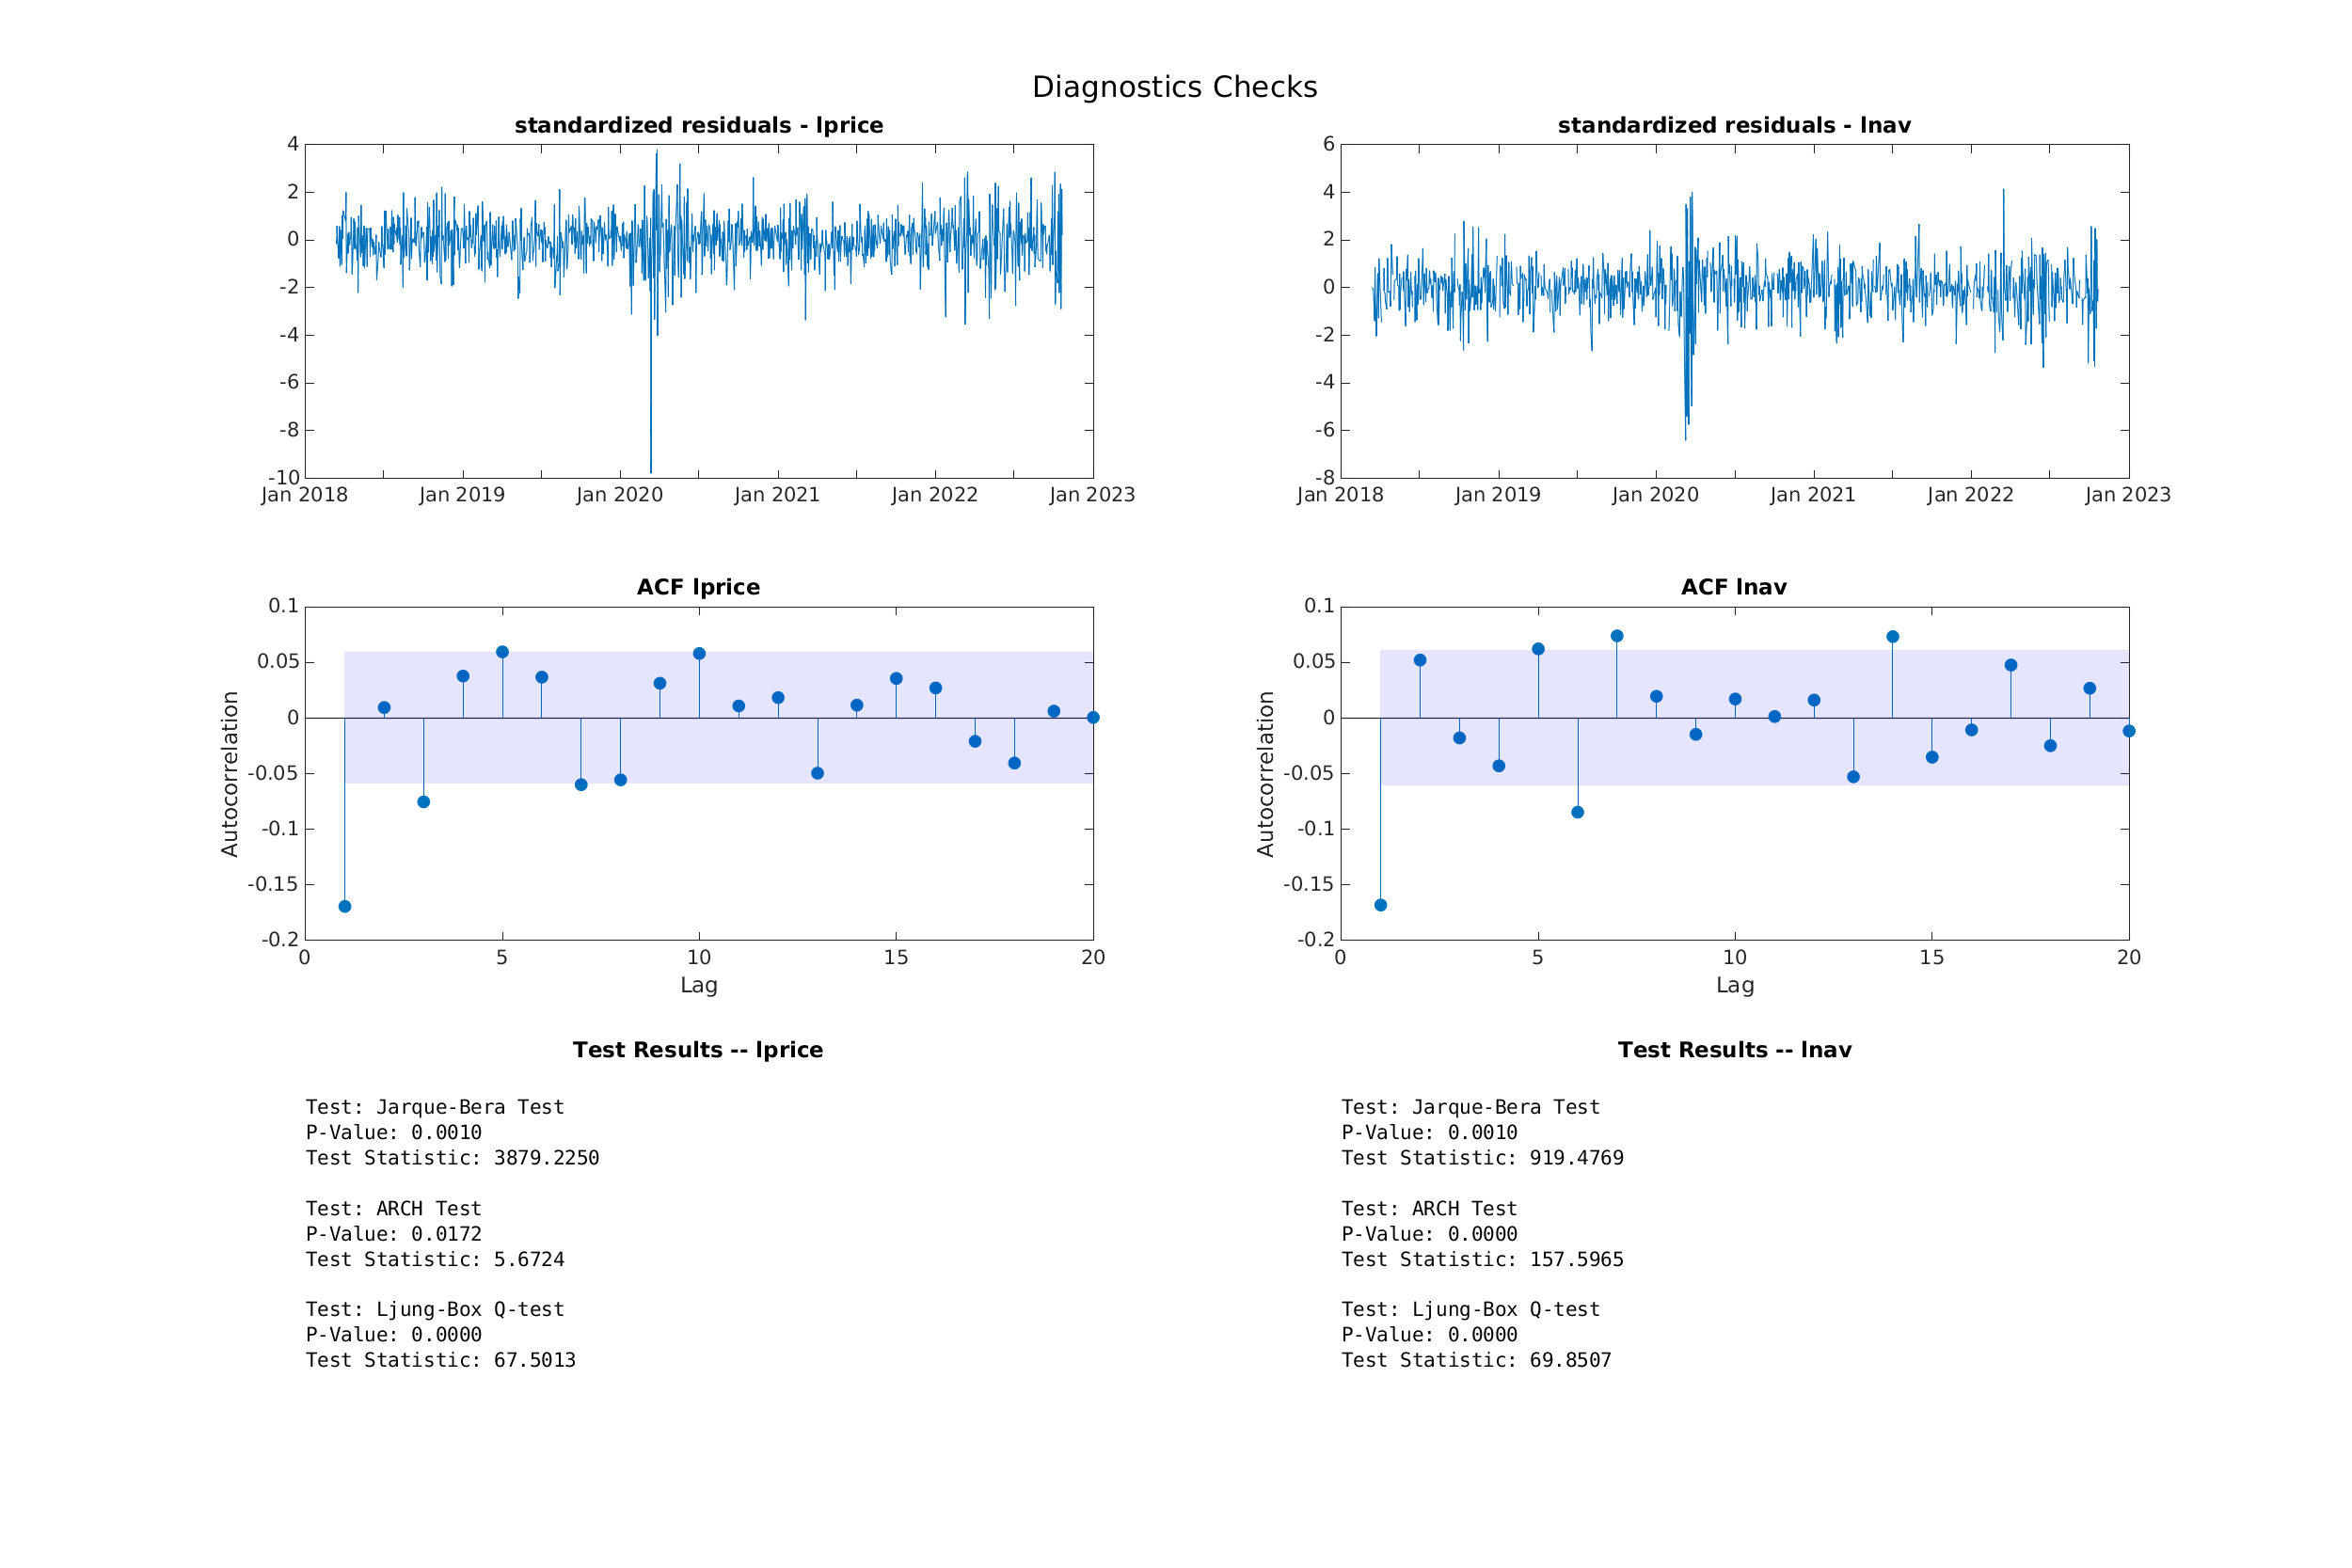 Diagnostics Checks
standardized residuals - lprice
4
2
0
-2
-4
-6
-8
-10
Jan 2018 Jan 2019 Jan 2020 Jan 2021 Jan 2022 Jan 2023
standardized residuals - lnav
6
4
2
0
-2
-4
-6
-8
Jan 2018 Jan 2019 Jan 2020 Jan 2021 Jan 2022 Jan 2023
ACF lprice
Autocorrelation
0.1
0.05
0
-0.05
-0.1
-0.15
-0.2
0 5 10 15 20
Lag
ACF lnav
Autocorrelation
0.1
0.05
0
-0.05
-0.1
-0.15
-0.2
0 5 10 15 20
Lag
Test Results -- lprice
Test: Jarque-Bera Test
P-Value: 0.0010
Test Statistic: 3879.2250
Test: ARCH Test
P-Value: 0.0172
Test Statistic: 5.6724
Test: Ljung-Box Q-test
P-Value: 0.0000
Test Statistic: 67.5013
Test Results -- lnav
Test: Jarque-Bera Test
P-Value: 0.0010
Test Statistic: 919.4769
Test: ARCH Test
P-Value: 0.0000
Test Statistic: 157.5965
Test: Ljung-Box Q-test
P-Value: 0.0000
Test Statistic: 69.8507